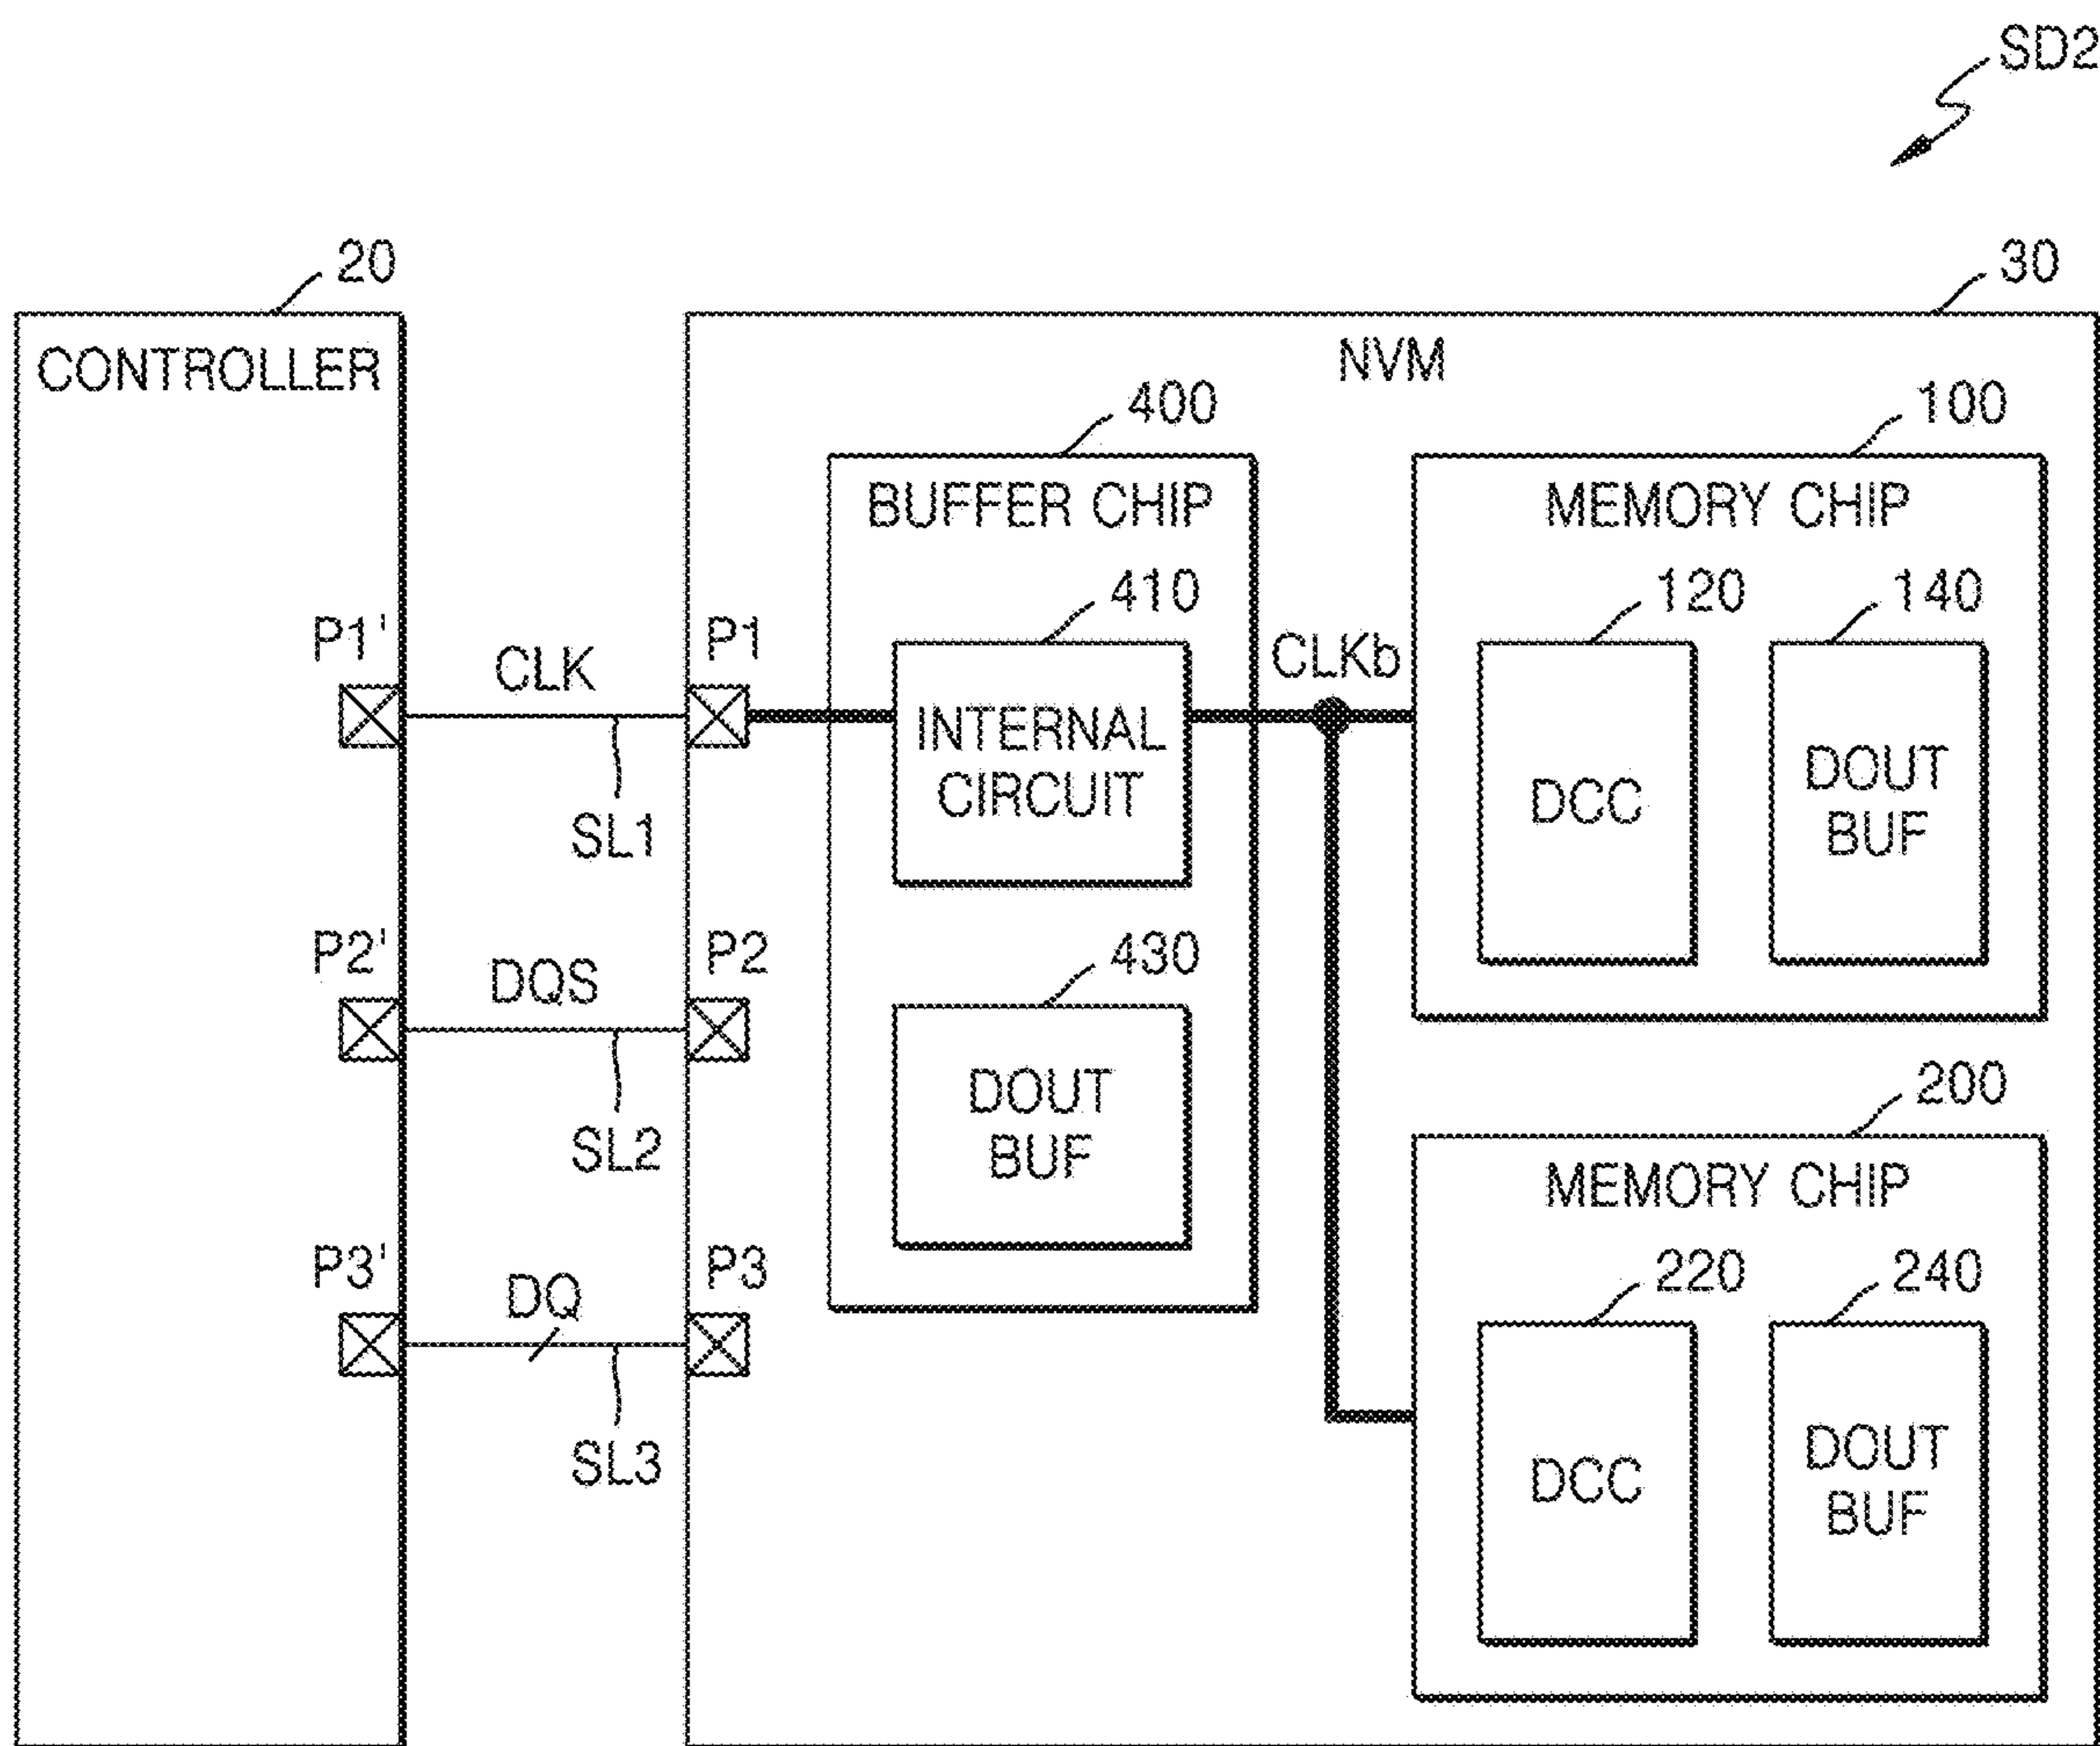 SD2
20
30
CONTROLLER
NVM
400
100
BUFFER CHIP
MEMORY CHIP
410
120
140
P1'
CLK
P1
CLKb
INTERNAL
CIRCUIT
DCC
DOUT
BUF
SL1
P2'
DQS
P2
430
DOUT
BUF
SL2
200
MEMORY CHIP
P3'
DQ
P3
220
240
SL3
DCC
DOUT
BUF